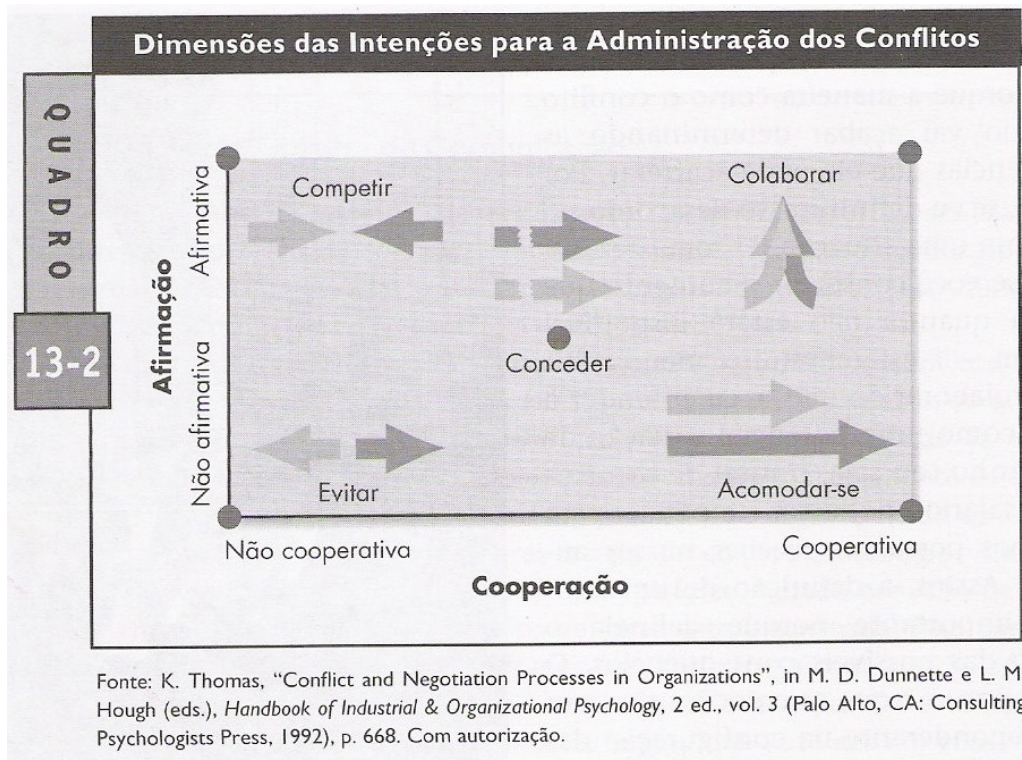 Dimensões das Intenções para a Administração dos Conflitos
QUADRO
13-2
Afirmação
Afirmativa
Não afirmativa
Competir
Colaborar
Conceder
Evitar
Acomodar-se
Não cooperativa
Cooperativa
Cooperação
Fonte: K. Thomas, “Conflict and Negotiation Processes in Organizations”, in M. D. Dunnette e L. M
Hough (eds.), Handbook of Industrial & Organizational Psychology, 2 ed., vol. 3 (Palo Alto, CA: Consulting
Psychologists Press, 1992), p. 668. Com autorização.